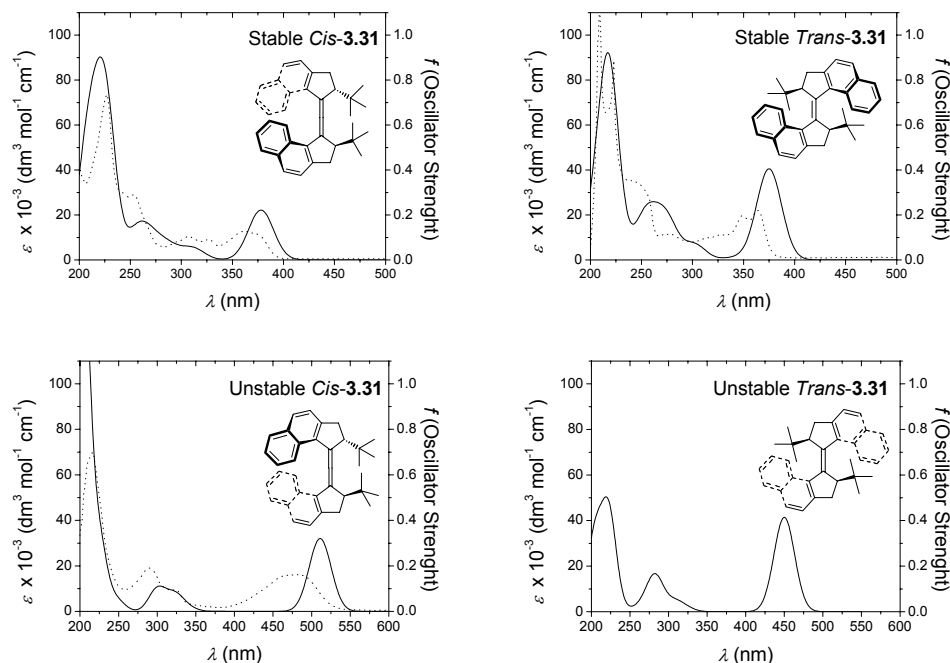 Stable Cis-3.31
100
80
60
40
20
0
1.0
0.8
0.6
0.4
0.2
0.0
200 250 300 350 400 450 500
ε x 10⁻³ (dm³ mol⁻¹ cm⁻¹)
f (Oscillator Strenght)
λ (nm)
Stable Trans-3.31
100
80
60
40
20
0
1.0
0.8
0.6
0.4
0.2
0.0
200 250 300 350 400 450 500
ε x 10⁻³ (dm³ mol⁻¹ cm⁻¹)
f (Oscillator Strenght)
λ (nm)
Unstable Cis-3.31
100
80
60
40
20
0
1.0
0.8
0.6
0.4
0.2
0.0
200 250 300 350 400 450 500 550 600
ε x 10⁻³ (dm³ mol⁻¹ cm⁻¹)
f (Oscillator Strenght)
λ (nm)
Unstable Trans-3.31
100
80
60
40
20
0
1.0
0.8
0.6
0.4
0.2
0.0
200 250 300 350 400 450 500 550 600
ε x 10⁻³ (dm³ mol⁻¹ cm⁻¹)
f (Oscillator Strenght)
λ (nm)